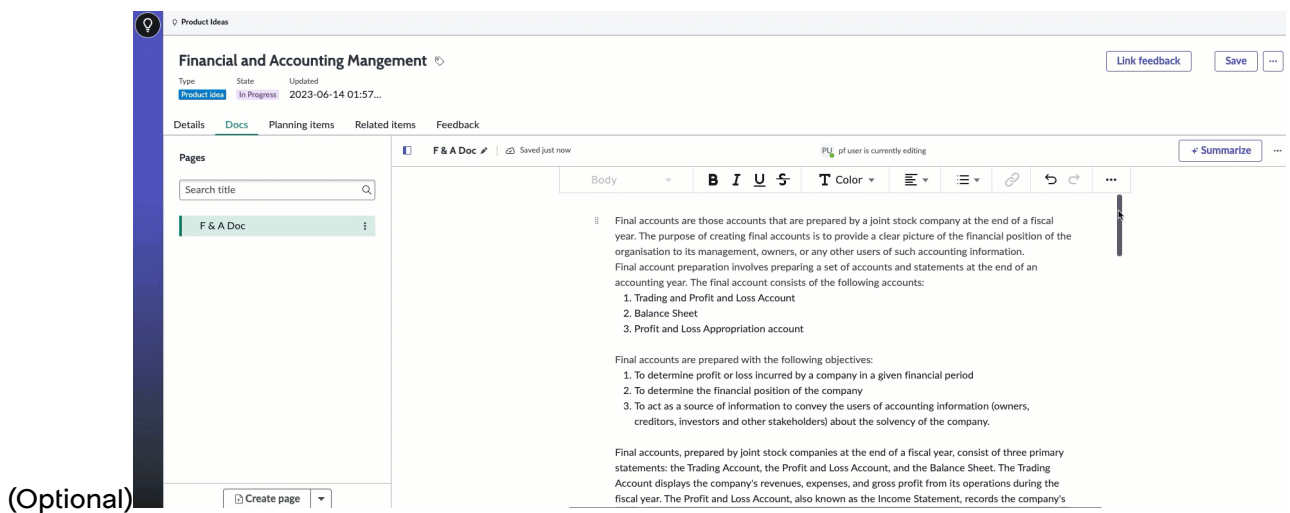 Product Ideas
Financial and Accounting Mangement
Link feedback
Save
...
Type
State
Updated
Product idea
In Progress
2023-06-14 01:57...
Details
Docs
Planning items
Related items
Feedback
Pages
F & A Doc
Saved just now
PU
pf user is currently editing
Summarize
...
Search title
Body
B I U S
T Color
...
F & A Doc
Final accounts are those accounts that are prepared by a joint stock company at the end of a fiscal
year. The purpose of creating final accounts is to provide a clear picture of the financial position of the
organisation to its management, owners, or any other users of such accounting information.
Final account preparation involves preparing a set of accounts and statements at the end of an
accounting year. The final account consists of the following accounts:
1. Trading and Profit and Loss Account
2. Balance Sheet
3. Profit and Loss Appropriation account
Final accounts are prepared with the following objectives:
1. To determine profit or loss incurred by a company in a given financial period
2. To determine the financial position of the company
3. To act as a source of information to convey the users of accounting information (owners,
creditors, investors and other stakeholders) about the solvency of the company.
Final accounts, prepared by joint stock companies at the end of a fiscal year, consist of three primary
statements: the Trading Account, the Profit and Loss Account, and the Balance Sheet. The Trading
Account displays the company's revenues, expenses, and gross profit from its operations during the
fiscal year. The Profit and Loss Account, also known as the Income Statement, records the company's
Create page
(Optional)